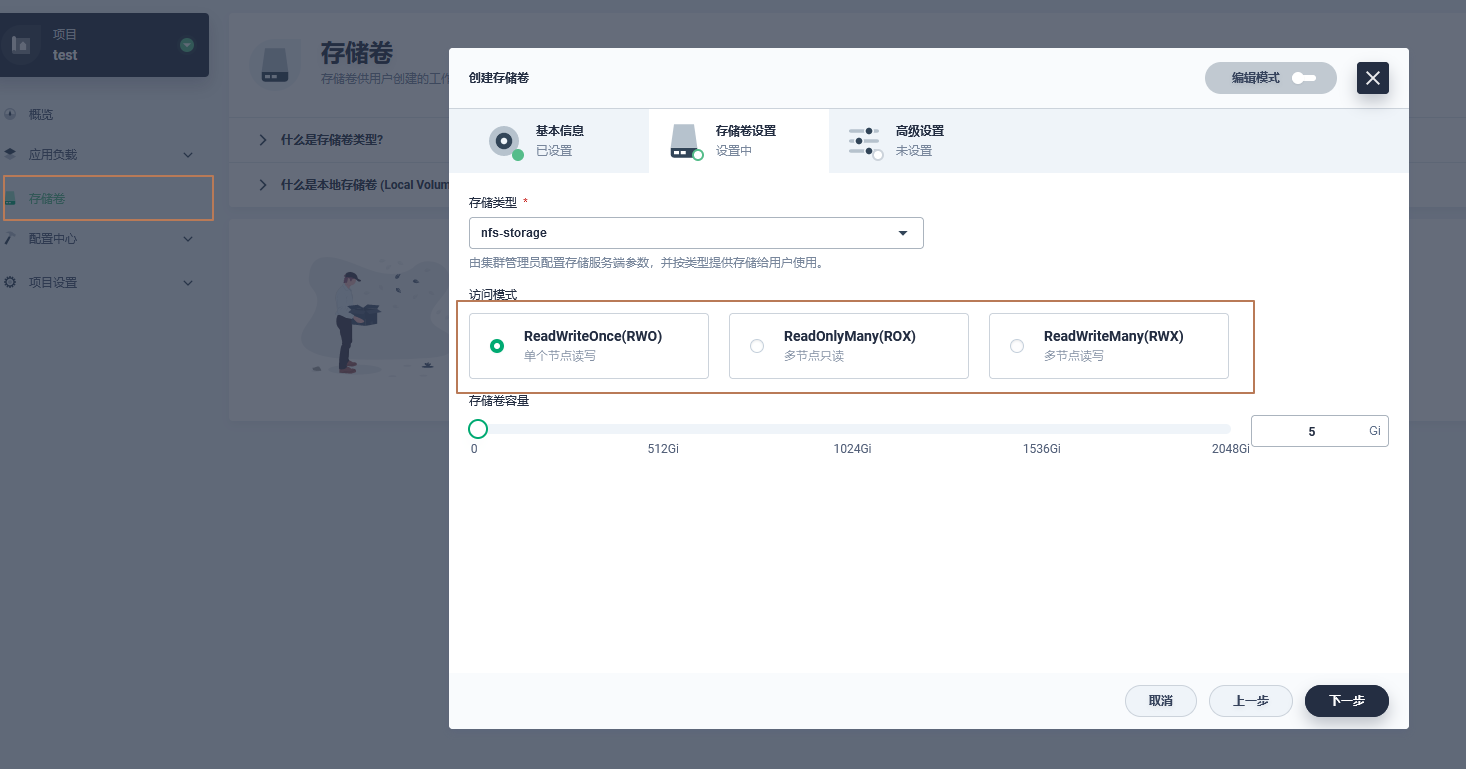 项目
test
概览
应用负载
存储卷
配置中心
项目设置
存储卷
存储卷供用户创建的工作
什么是存储卷类型?
什么是本地存储卷 (Local Volum
创建存储卷
编辑模式
基本信息
已设置
存储卷设置
设置中
高级设置
未设置
存储类型 *
nfs-storage
由集群管理员配置存储服务端参数，并按类型提供存储给用户使用。
访问模式
ReadWriteOnce(RWO)
单个节点读写
ReadOnlyMany(ROX)
多节点只读
ReadWriteMany(RWX)
多节点读写
存储卷容量
0 512Gi 1024Gi 1536Gi 2048Gi
5 Gi
取消 上一步 下一步